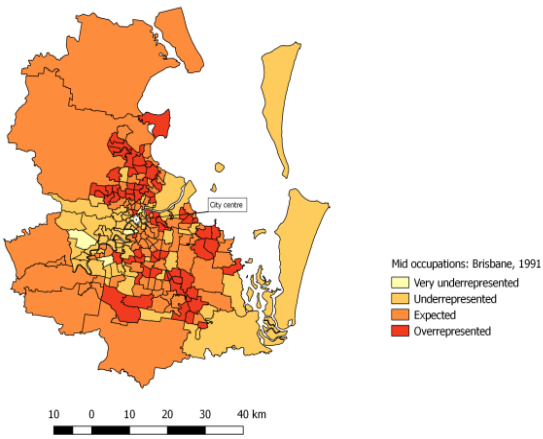 City centre
Mid occupations: Brisbane, 1991
Very underrepresented
Underrepresented
Expected
Overrepresented
10 0 10 20 30 40 km